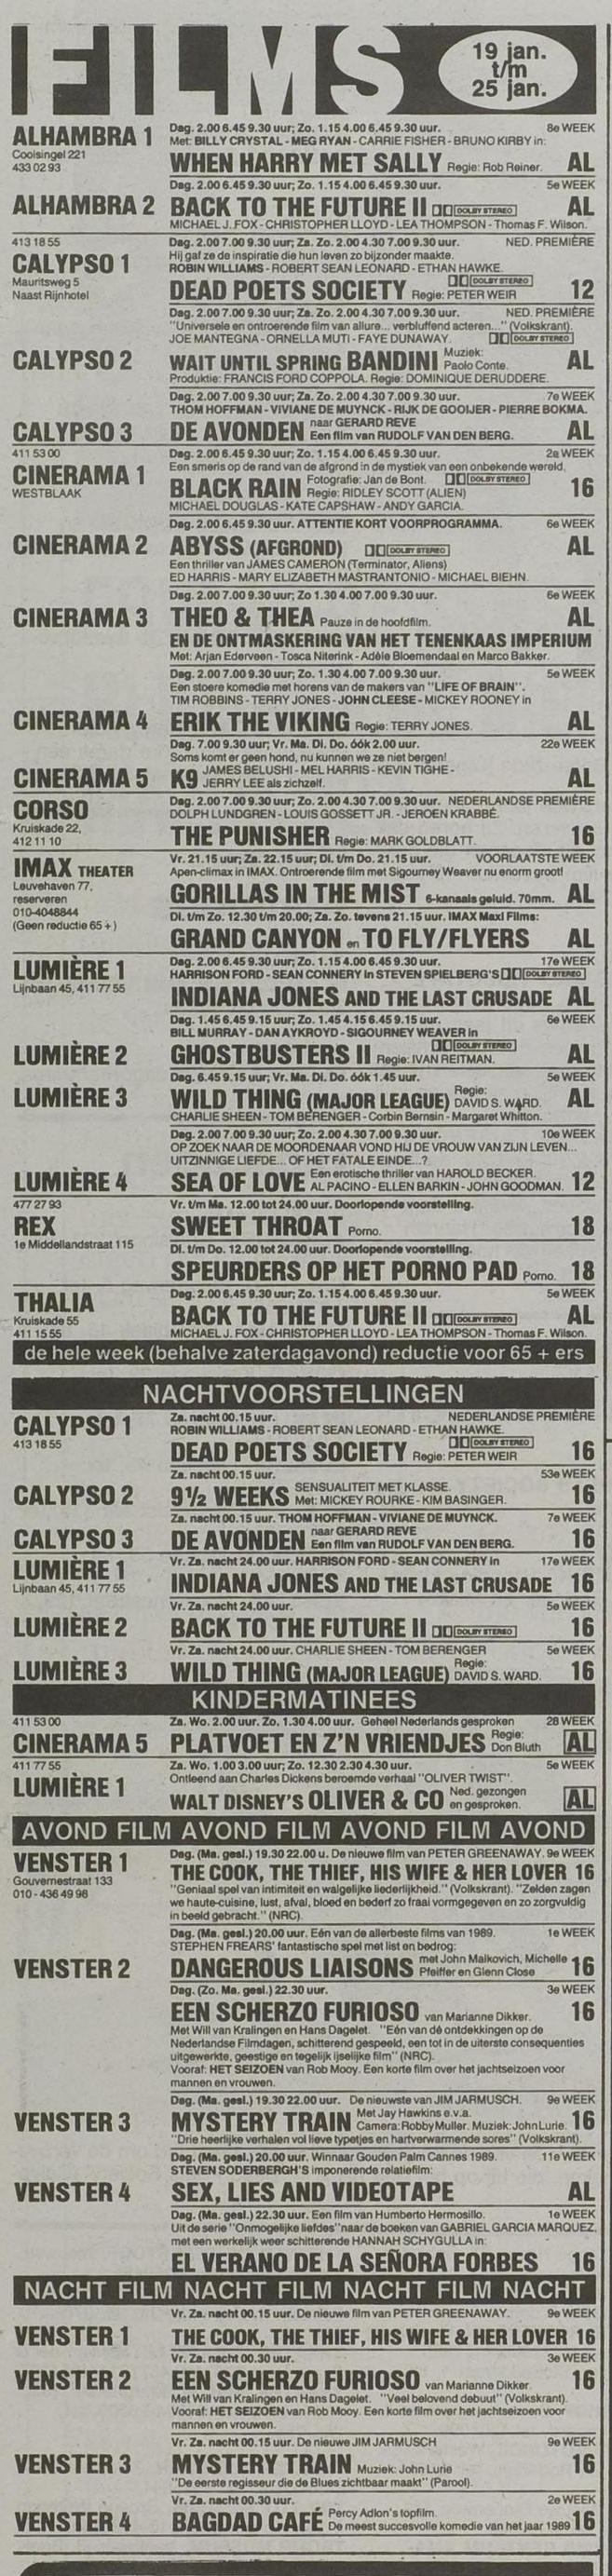 FILMS
19 jan.
t/m
25 jan.
ALHAMBRA 1
Coolsingel 221
433 02 93
Dag. 2.00 6.45 9.30 uur; Zo. 1.15 4.00 6.45 9.30 uur. 8e WEEK
Met: BILLY CRYSTAL - MEG RYAN - CARRIE FISHER - BRUNO KIRBY in:
WHEN HARRY MET SALLY Regie: Rob Reiner. AL
Dag. 2.00 6.45 9.30 uur; Zo. 1.15 4.00 6.45 9.30 uur. 5e WEEK
ALHAMBRA 2 BACK TO THE FUTURE II DOLBY STEREO AL
MICHAEL J. FOX - CHRISTOPHER LLOYD - LEA THOMPSON - Thomas F. Wilson.
413 18 55
CALYPSO 1
Mauritsweg 5
Naast Rijnhotel
Dag. 2.00 7.00 9.30 uur; Za. Zo. 2.00 4.30 7.00 9.30 uur. NED. PREMIÈRE
Hij gaf ze de inspiratie die hun leven zo bijzonder maakte.
ROBIN WILLIAMS - ROBERT SEAN LEONARD - ETHAN HAWKE.
DOLBY STEREO
DEAD POETS SOCIETY Regie: PETER WEIR 12
Dag. 2.00 7.00 9.30 uur; Za. Zo. 2.00 4.30 7.00 9.30 uur. NED. PREMIÈRE
"Universele en ontroerende film van allure... verbluffend acteren..." (Volkskrant).
JOE MANTEGNA - ORNELLA MUTI - FAYE DUNAWAY. DOLBY STEREO
CALYPSO 2 WAIT UNTIL SPRING BANDINI Muziek: Paolo Conte. AL
Produktie: FRANCIS FORD COPPOLA. Regie: DOMINIQUE DERUDDERE.
Dag. 2.00 7.00 9.30 uur; Za. Zo. 2.00 4.30 7.00 9.30 uur. 7e WEEK
THOM HOFFMAN - VIVIANE DE MUYNCK - RIJK DE GOOIJER - PIERRE BOKMA.
CALYPSO 3 DE AVONDEN naar GERARD REVE
Een film van RUDOLF VAN DEN BERG. AL
411 53 00
CINERAMA 1
WESTBLAAK
Dag. 2.00 6.45 9.30 uur; Zo. 1.15 4.00 6.45 9.30 uur. 2e WEEK
Een smeris op de rand van de afgrond in de mystiek van een onbekende wereld.
BLACK RAIN Fotografie: Jan de Bont. DOLBY STEREO
Regie: RIDLEY SCOTT (ALIEN) 16
MICHAEL DOUGLAS - KATE CAPSHAW - ANDY GARCIA.
Dag. 2.00 6.45 9.30 uur. ATTENTIE KORT VOORPROGRAMMA. 6e WEEK
CINERAMA 2 ABYSS (AFGROND) DOLBY STEREO AL
Een thriller van JAMES CAMERON (Terminator, Aliens)
ED HARRIS - MARY ELIZABETH MASTRANTONIO - MICHAEL BIEHN.
Dag. 2.00 7.00 9.30 uur; Zo 1.30 4.00 7.00 9.30 uur. 6e WEEK
CINERAMA 3 THEO & THEA Pauze in de hoofdfilm. AL
EN DE ONTMASKERING VAN HET TENENKAAS IMPERIUM
Met: Arjan Ederveen - Tosca Niterink - Adèle Bloemendaal en Marco Bakker.
Dag. 2.00 7.00 9.30 uur; Zo. 1.30 4.00 7.00 9.30 uur. 5e WEEK
Een stoere komedie met horens van de makers van "LIFE OF BRAIN".
TIM ROBBINS - TERRY JONES - JOHN CLEESE - MICKEY ROONEY in
CINERAMA 4 ERIK THE VIKING Regie: TERRY JONES. AL
Dag. 7.00 9.30 uur; Vr. Ma. Di. Do. óók 2.00 uur. 22e WEEK
Soms komt er geen hond, nu kunnen we ze niet bergen!
CINERAMA 5 K9 JAMES BELUSHI - MEL HARRIS - KEVIN TIGHE -
JERRY LEE als zichzelf. AL
CORSO
Kruiskade 22,
412 11 10
Dag. 2.00 7.00 9.30 uur; Zo. 2.00 4.30 7.00 9.30 uur. NEDERLANDSE PREMIÈRE
DOLPH LUNDGREN - LOUIS GOSSETT JR. - JEROEN KRABBÉ.
THE PUNISHER Regie: MARK GOLDBLATT. 16
IMAX THEATER
Leuvehaven 77,
reserveren
010-4048844
(Geen reductie 65 +)
Vr. 21.15 uur; Za. 22.15 uur; Di. t/m Do. 21.15 uur. VOORLAATSTE WEEK
Apen-climax in IMAX. Ontroerende film met Sigourney Weaver nu enorm groot!
GORILLAS IN THE MIST 6-kanaals geluid. 70mm. AL
Di. t/m Zo. 12.30 t/m 20.00; Za. Zo. tevens 21.15 uur. IMAX Maxi Films:
GRAND CANYON en TO FLY/FLYERS AL
LUMIÈRE 1
Lijnbaan 45, 411 77 55
Dag. 2.00 6.45 9.30 uur; Zo. 1.15 4.00 6.45 9.30 uur. 17e WEEK
HARRISON FORD - SEAN CONNERY in STEVEN SPIELBERG'S DOLBY STEREO
INDIANA JONES AND THE LAST CRUSADE AL
Dag. 1.45 6.45 9.15 uur; Zo. 1.45 4.15 6.45 9.15 uur. 6e WEEK
BILL MURRAY - DAN AYKROYD - SIGOURNEY WEAVER in
DOLBY STEREO
LUMIÈRE 2 GHOSTBUSTERS II Regie: IVAN REITMAN. AL
Dag. 6.45 9.15 uur; Vr. Ma. Di. Do. óók 1.45 uur. 5e WEEK
LUMIÈRE 3 WILD THING (MAJOR LEAGUE) Regie: DAVID S. WARD. AL
CHARLIE SHEEN - TOM BERENGER - Corbin Bernsin - Margaret Whitton.
Dag. 2.00 7.00 9.30 uur; Zo. 2.00 4.30 7.00 9.30 uur. 10e WEEK
OP ZOEK NAAR DE MOORDENAAR VOND HIJ DE VROUW VAN ZIJN LEVEN...
UITZINNIGE LIEFDE... OF HET FATALE EINDE...?
LUMIÈRE 4 SEA OF LOVE Een erotische thriller van HAROLD BECKER.
AL PACINO - ELLEN BARKIN - JOHN GOODMAN. 12
477 27 93
REX
1e Middellandstraat 115
Vr. t/m Ma. 12.00 tot 24.00 uur. Doorlopende voorstelling.
SWEET THROAT Porno. 18
Di. t/m Do. 12.00 tot 24.00 uur. Doorlopende voorstelling.
SPEURDERS OP HET PORNO PAD Porno. 18
THALIA
Kruiskade 55
411 15 55
Dag. 2.00 6.45 9.30 uur; Zo. 1.15 4.00 6.45 9.30 uur. 5e WEEK
BACK TO THE FUTURE II DOLBY STEREO AL
MICHAEL J. FOX - CHRISTOPHER LLOYD - LEA THOMPSON - Thomas F. Wilson.
de hele week (behalve zaterdagavond) reductie voor 65 + ers
NACHTVOORSTELLINGEN
CALYPSO 1
413 18 55
Za. nacht 00.15 uur. NEDERLANDSE PREMIÈRE
ROBIN WILLIAMS - ROBERT SEAN LEONARD - ETHAN HAWKE.
DOLBY STEREO
DEAD POETS SOCIETY Regie: PETER WEIR 16
Za. nacht 00.15 uur. 53e WEEK
CALYPSO 2 9½ WEEKS SENSUALITEIT MET KLASSE.
Met: MICKEY ROURKE - KIM BASINGER. 16
Za. nacht 00.15 uur. THOM HOFFMAN - VIVIANE DE MUYNCK. 7e WEEK
CALYPSO 3 DE AVONDEN naar GERARD REVE
Een film van RUDOLF VAN DEN BERG. 16
LUMIÈRE 1
Lijnbaan 45, 411 77 55
Vr. Za. nacht 24.00 uur. HARRISON FORD - SEAN CONNERY in 17e WEEK
INDIANA JONES AND THE LAST CRUSADE 16
Vr. Za. nacht 24.00 uur. 5e WEEK
LUMIÈRE 2 BACK TO THE FUTURE II DOLBY STEREO 16
Vr. Za. nacht 24.00 uur. CHARLIE SHEEN - TOM BERENGER 5e WEEK
LUMIÈRE 3 WILD THING (MAJOR LEAGUE) Regie: DAVID S. WARD. 16
KINDERMATINEES
411 53 00 Za. Wo. 2.00 uur. Zo. 1.30 4.00 uur. Geheel Nederlands gesproken 28 WEEK
CINERAMA 5 PLATVOET EN Z'N VRIENDJES Regie: Don Bluth AL
411 77 55 Za. Wo. 1.00 3.00 uur; Zo. 12.30 2.30 4.30 uur. 5e WEEK
Ontleend aan Charles Dickens beroemde verhaal "OLIVER TWIST".
LUMIÈRE 1 WALT DISNEY'S OLIVER & CO Ned. gezongen en gesproken. AL
AVOND FILM AVOND FILM AVOND FILM AVOND
VENSTER 1
Gouvernestraat 133
010 - 436 49 98
Dag. (Ma. gesl.) 19.30 22.00 u. De nieuwe film van PETER GREENAWAY. 9e WEEK
THE COOK, THE THIEF, HIS WIFE & HER LOVER 16
"Geniaal spel van intimiteit en walgelijke liederlijkheid." (Volkskrant). "Zelden zagen
we haute-cuisine, lust, afval, bloed en bederf zo fraai vormgegeven en zo zorgvuldig
in beeld gebracht." (NRC).
Dag. (Ma. gesl.) 20.00 uur. Eén van de allerbeste films van 1989. 1e WEEK
STEPHEN FREARS' fantastische spel met list en bedrog:
VENSTER 2 DANGEROUS LIAISONS met John Malkovich, Michelle
Pfeiffer en Glenn Close 16
Dag. (Zo. Ma. gesl.) 22.30 uur. 3e WEEK
EEN SCHERZO FURIOSO van Marianne Dikker. 16
Met Will van Kralingen en Hans Dagelet. "Eén van dé ontdekkingen op de
Nederlandse Filmdagen, schitterend gespeeld, een tot in de uiterste consequenties
uitgewerkte, geestige en tegelijk ijselijke film" (NRC).
Vooraf: HET SEIZOEN van Rob Mooy. Een korte film over het jachtseizoen voor
mannen en vrouwen.
Dag. (Ma. gesl.) 19.30 22.00 uur. De nieuwste van JIM JARMUSCH. 9e WEEK
VENSTER 3 MYSTERY TRAIN Met Jay Hawkins e.v.a.
Camera: Robby Muller. Muziek: John Lurie. 16
"Drie heerlijke verhalen vol lieve typetjes en hartverwarmende sores" (Volkskrant).
Dag. (Ma. gesl.) 20.00 uur. Winnaar Gouden Palm Cannes 1989. 11e WEEK
STEVEN SODERBERGH'S imponerende relatiefilm:
VENSTER 4 SEX, LIES AND VIDEOTAPE AL
Dag. (Ma. gesl.) 22.30 uur. Een film van Humberto Hermosillo. 1e WEEK
Uit de serie "Onmogelijke liefdes" naar de boeken van GABRIEL GARCIA MARQUEZ,
met een werkelijk weer schitterende HANNAH SCHYGULLA in:
EL VERANO DE LA SEÑORA FORBES 16
NACHT FILM NACHT FILM NACHT FILM NACHT
Vr. Za. nacht 00.15 uur. De nieuwe film van PETER GREENAWAY. 9e WEEK
VENSTER 1 THE COOK, THE THIEF, HIS WIFE & HER LOVER 16
Vr. Za. nacht 00.30 uur. 3e WEEK
VENSTER 2 EEN SCHERZO FURIOSO van Marianne Dikker. 16
Met Will van Kralingen en Hans Dagelet. "Veel belovend debuut" (Volkskrant).
Vooraf: HET SEIZOEN van Rob Mooy. Een korte film over het jachtseizoen voor
mannen en vrouwen.
Vr. Za. nacht 00.15 uur. De nieuwe JIM JARMUSCH 9e WEEK
VENSTER 3 MYSTERY TRAIN Muziek: John Lurie 16
"De eerste regisseur die de Blues zichtbaar maakt" (Parool).
Vr. Za. nacht 00.30 uur. 2e WEEK
VENSTER 4 BAGDAD CAFÉ Percy Adlon's topfilm.
De meest succesvolle komedie van het jaar 1989 16